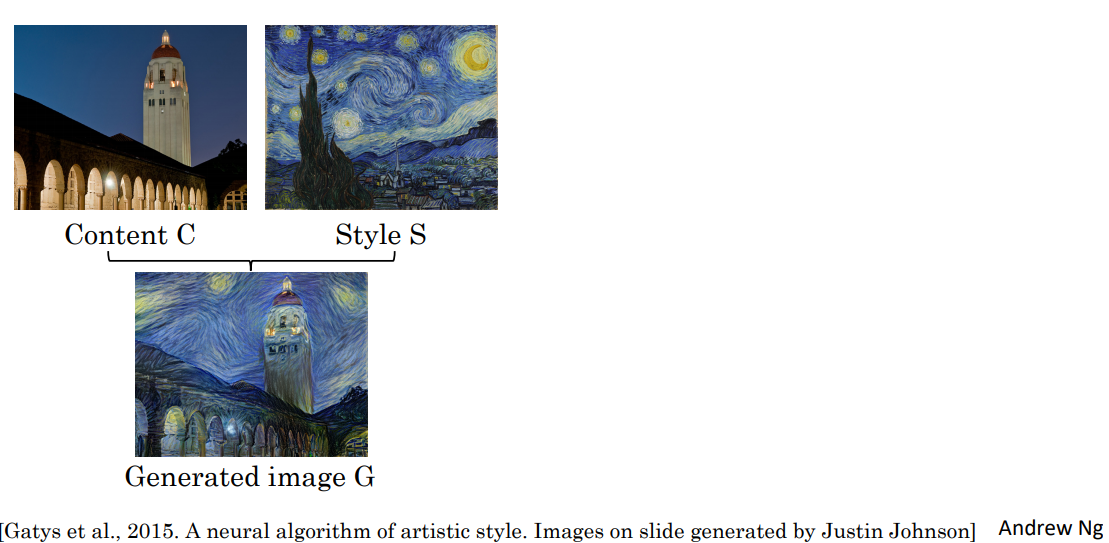 Content C
Style S
Generated image G
[Gatys et al., 2015. A neural algorithm of artistic style. Images on slide generated by Justin Johnson]
Andrew Ng